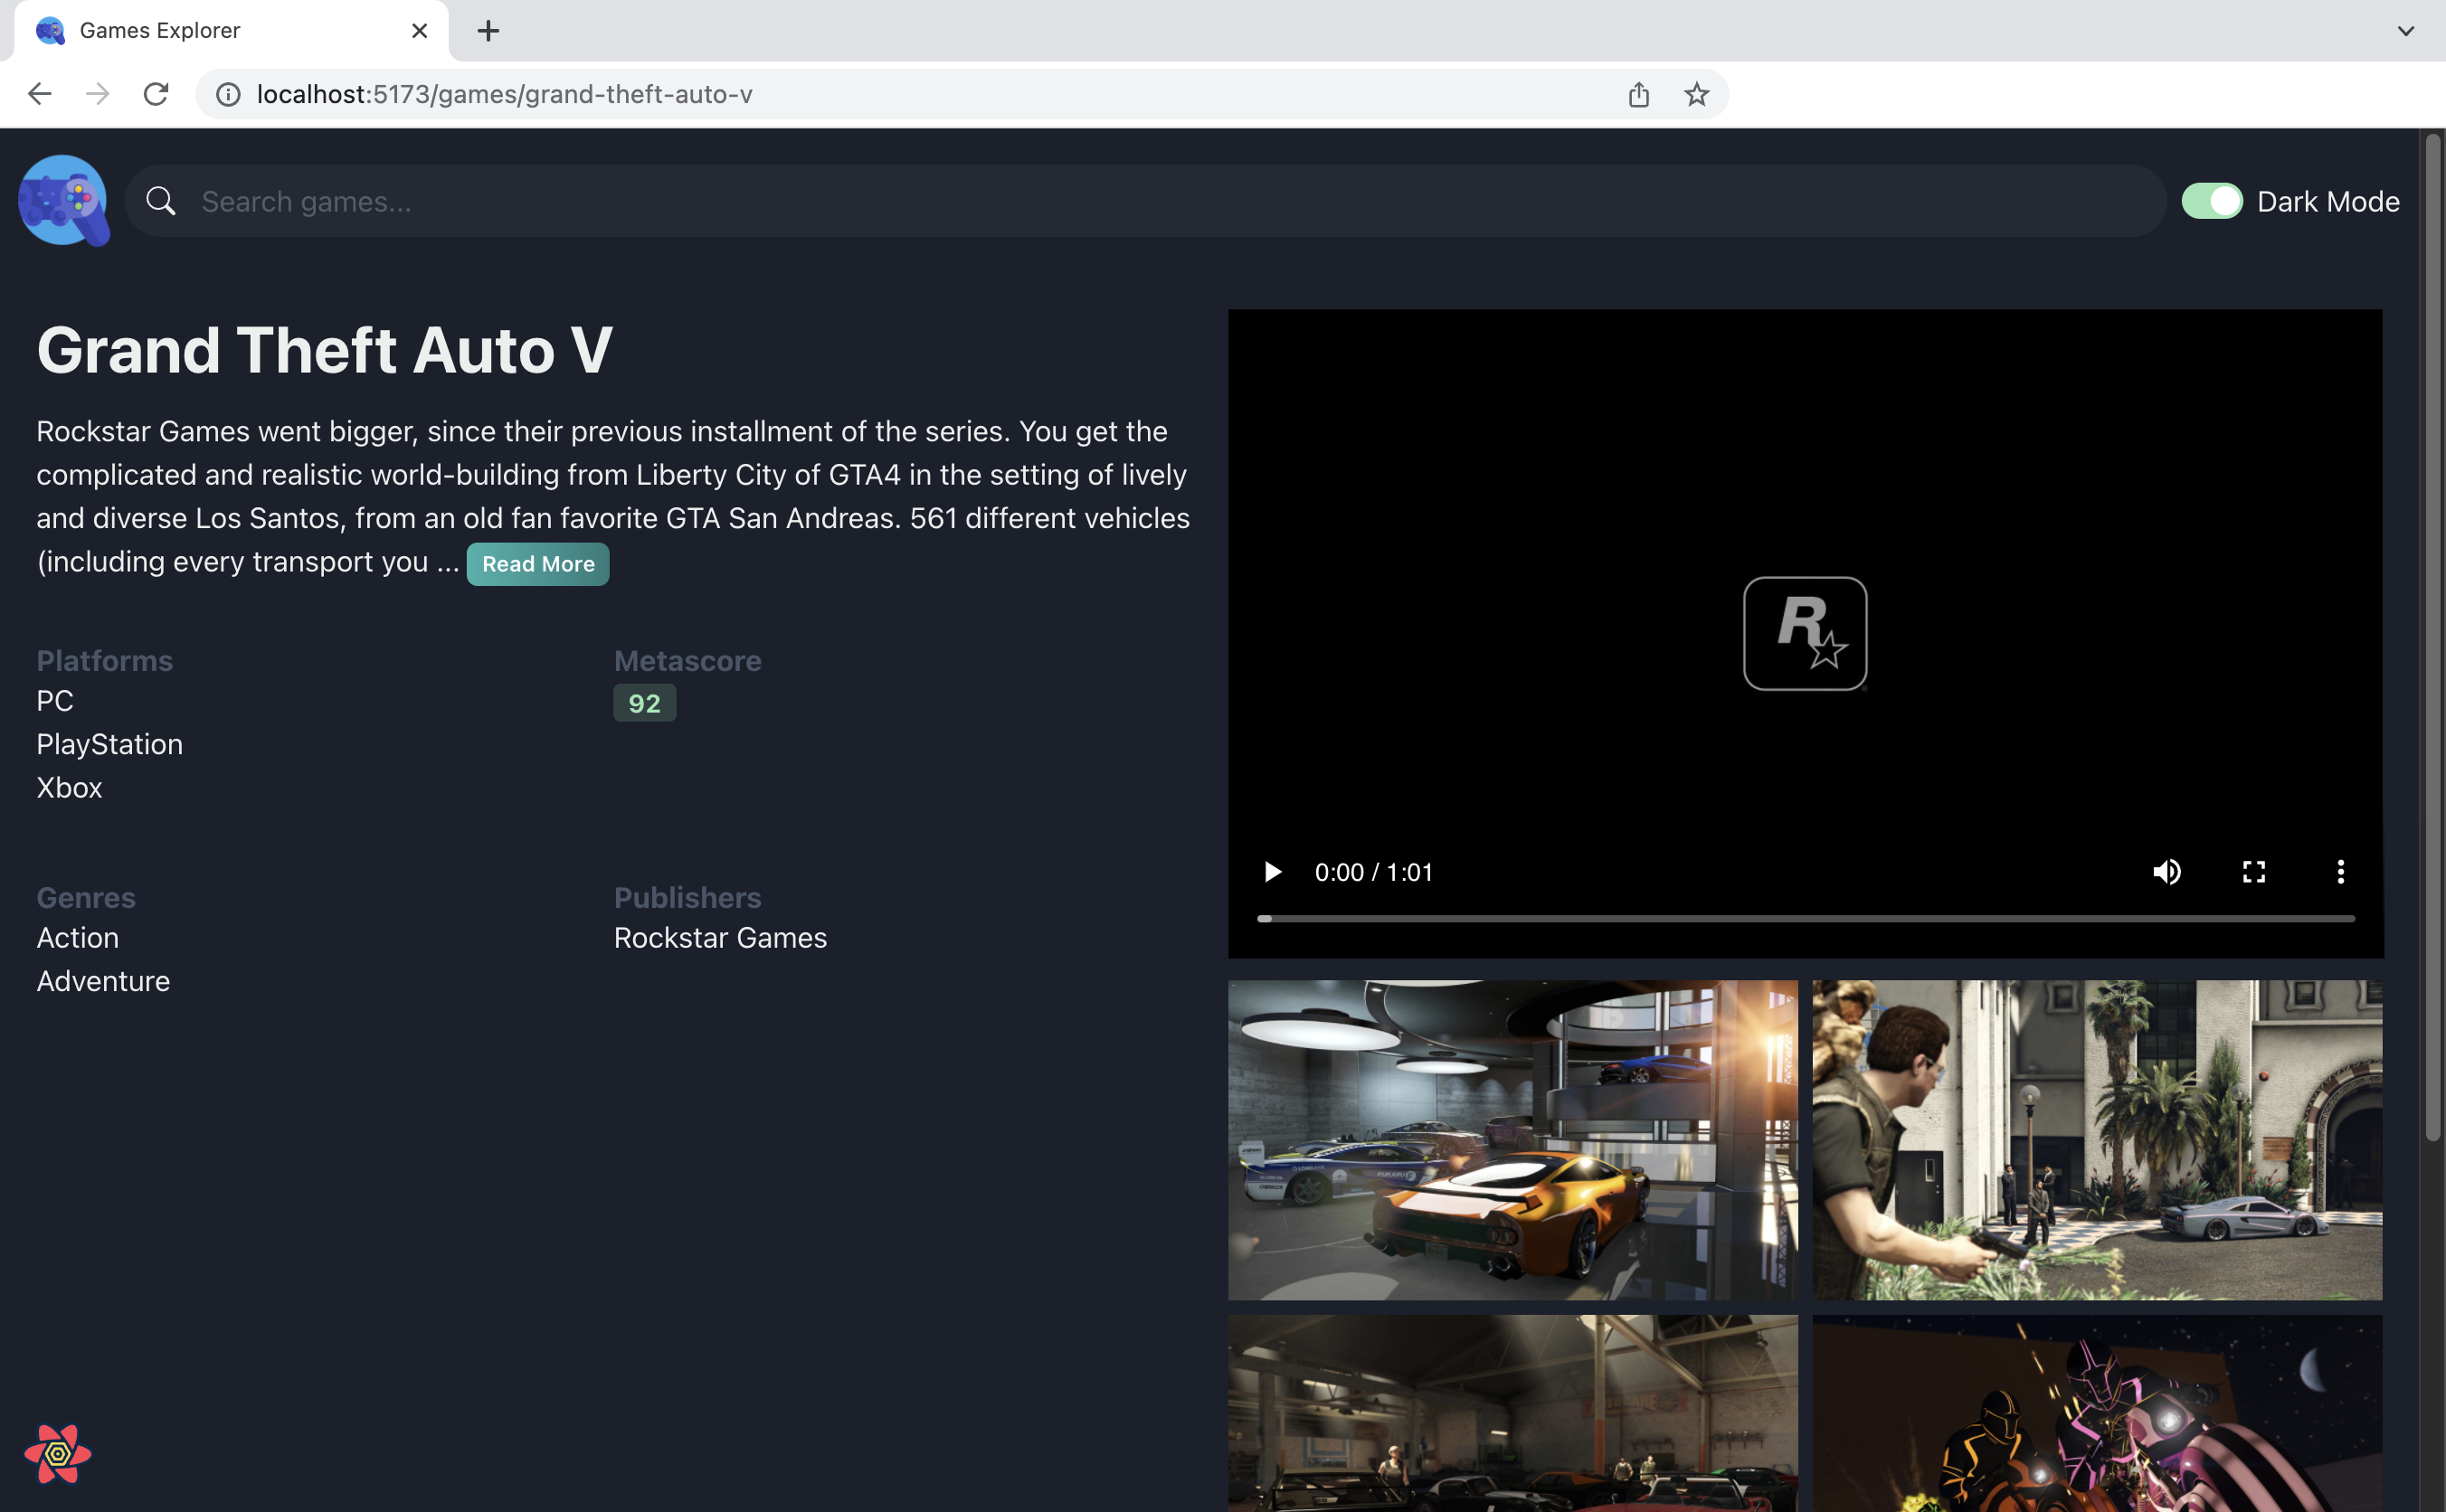 Games Explorer
localhost:5173/games/grand-theft-auto-v
Search games...
Dark Mode
Grand Theft Auto V
Rockstar Games went bigger, since their previous installment of the series. You get the
complicated and realistic world-building from Liberty City of GTA4 in the setting of lively
and diverse Los Santos, from an old fan favorite GTA San Andreas. 561 different vehicles
(including every transport you ... Read More
Platforms
PC
PlayStation
Xbox
Metascore
92
Genres
Action
Adventure
Publishers
Rockstar Games
R
0:00 / 1:01